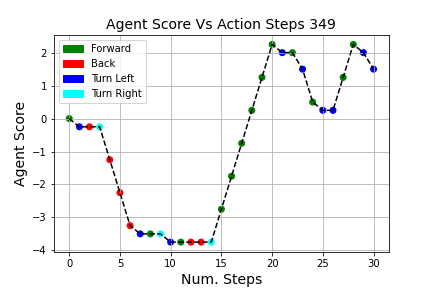 Agent Score Vs Action Steps 349
Forward
Back
Turn Left
Turn Right
Agent Score
2
1
0
−1
−2
−3
−4
0 5 10 15 20 25 30
Num. Steps